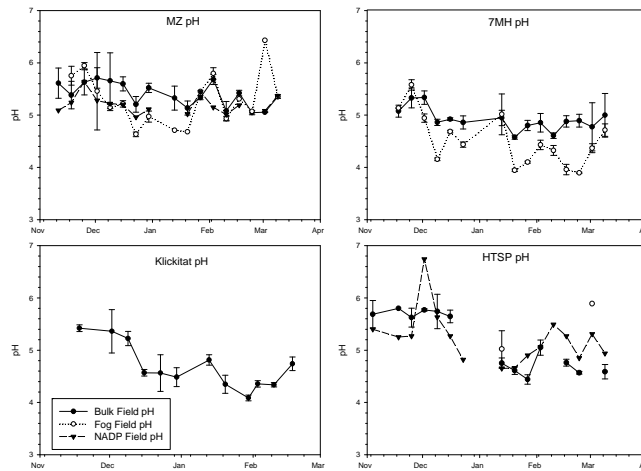 MZ pH
7MH pH
7
6
5
4
3
pH
Nov
Dec
Jan
Feb
Mar
Apr
7
6
5
4
3
pH
Nov
Dec
Jan
Feb
Mar
Klickitat pH
HTSP pH
7
6
5
4
3
pH
Bulk Field pH
Fog Field pH
NADP Field pH
Nov
Dec
Jan
Feb
Mar
7
6
5
4
3
pH
Nov
Dec
Jan
Feb
Mar